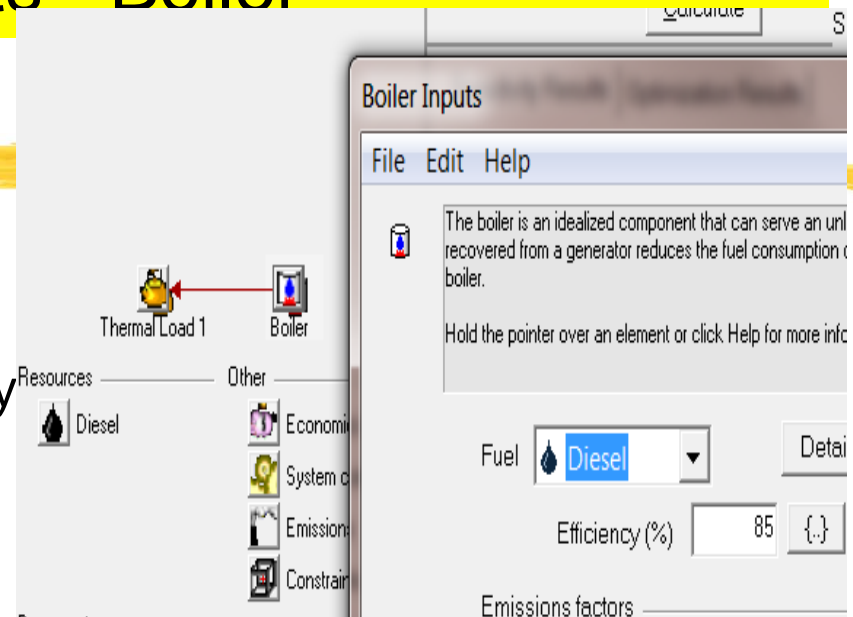 Boiler
Calculate
S
Boiler Inputs
File Edit Help
The boiler is an idealized component that can serve an unl
recovered from a generator reduces the fuel consumption
boiler.
Hold the pointer over an element or click Help for more info
Thermal Load 1
Boiler
y
Resources
Other
Diesel
Economi
System c
Emission
Constrain
Fuel
Diesel
Detai
Efficiency (%)
85
{..}
Emissions factors